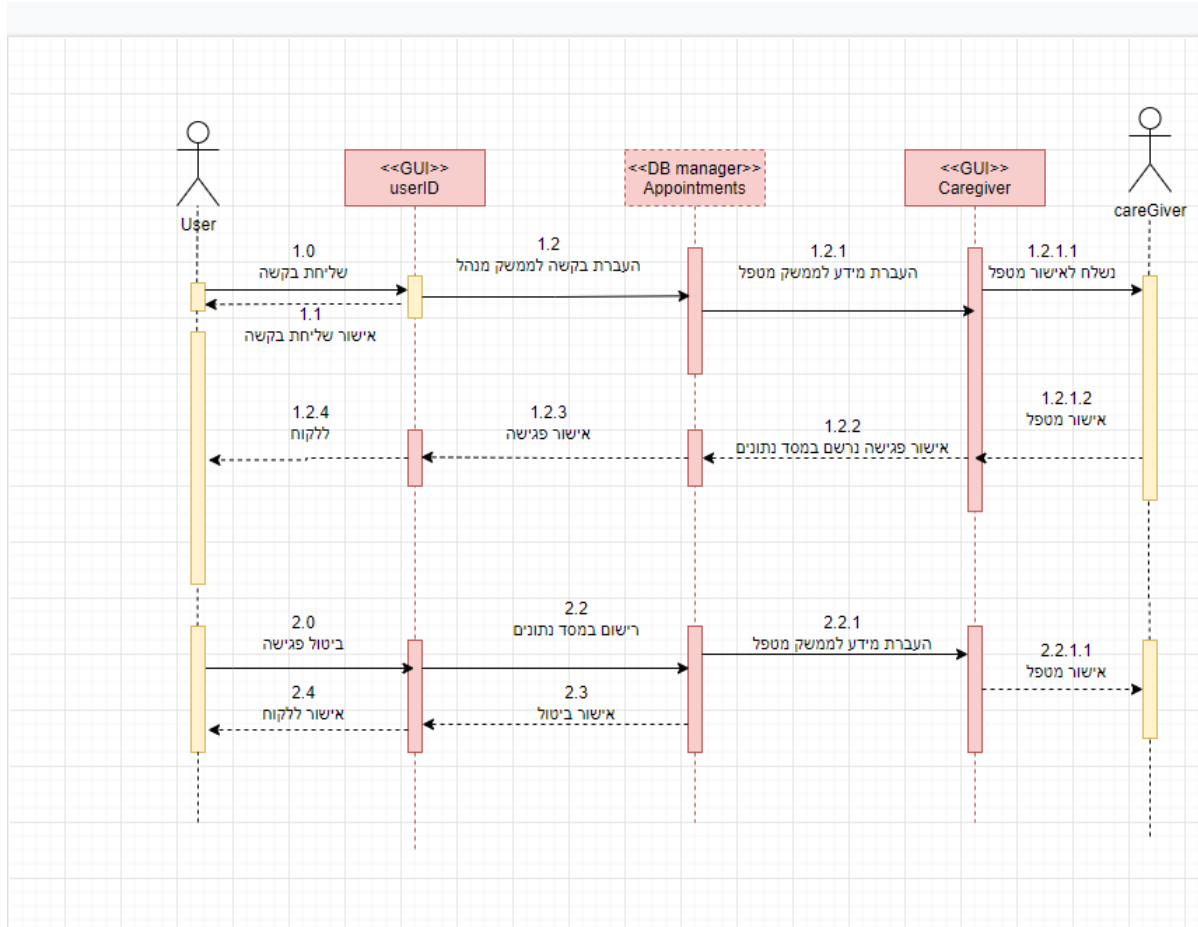 <<GUI>>
userID
<<DB manager>>
Appointments
<<GUI>>
Caregiver
User
careGiver
1.0
שליחת בקשה
1.2
העברת בקשה לממשק מנהל
1.2.1
העברת מידע לממשק מטפל
1.2.1.1
נשלח לאישור מטפל
1.1
אישור שליחת בקשה
1.2.4
ללקוח
1.2.3
אישור פגישה
1.2.2
אישור פגישה נרשם במסד נתונים
1.2.1.2
אישור מטפל
2.0
ביטול פגישה
2.2
רישום במסד נתונים
2.2.1
העברת מידע לממשק מטפל
2.2.1.1
אישור מטפל
2.4
אישור ללקוח
2.3
אישור ביטול